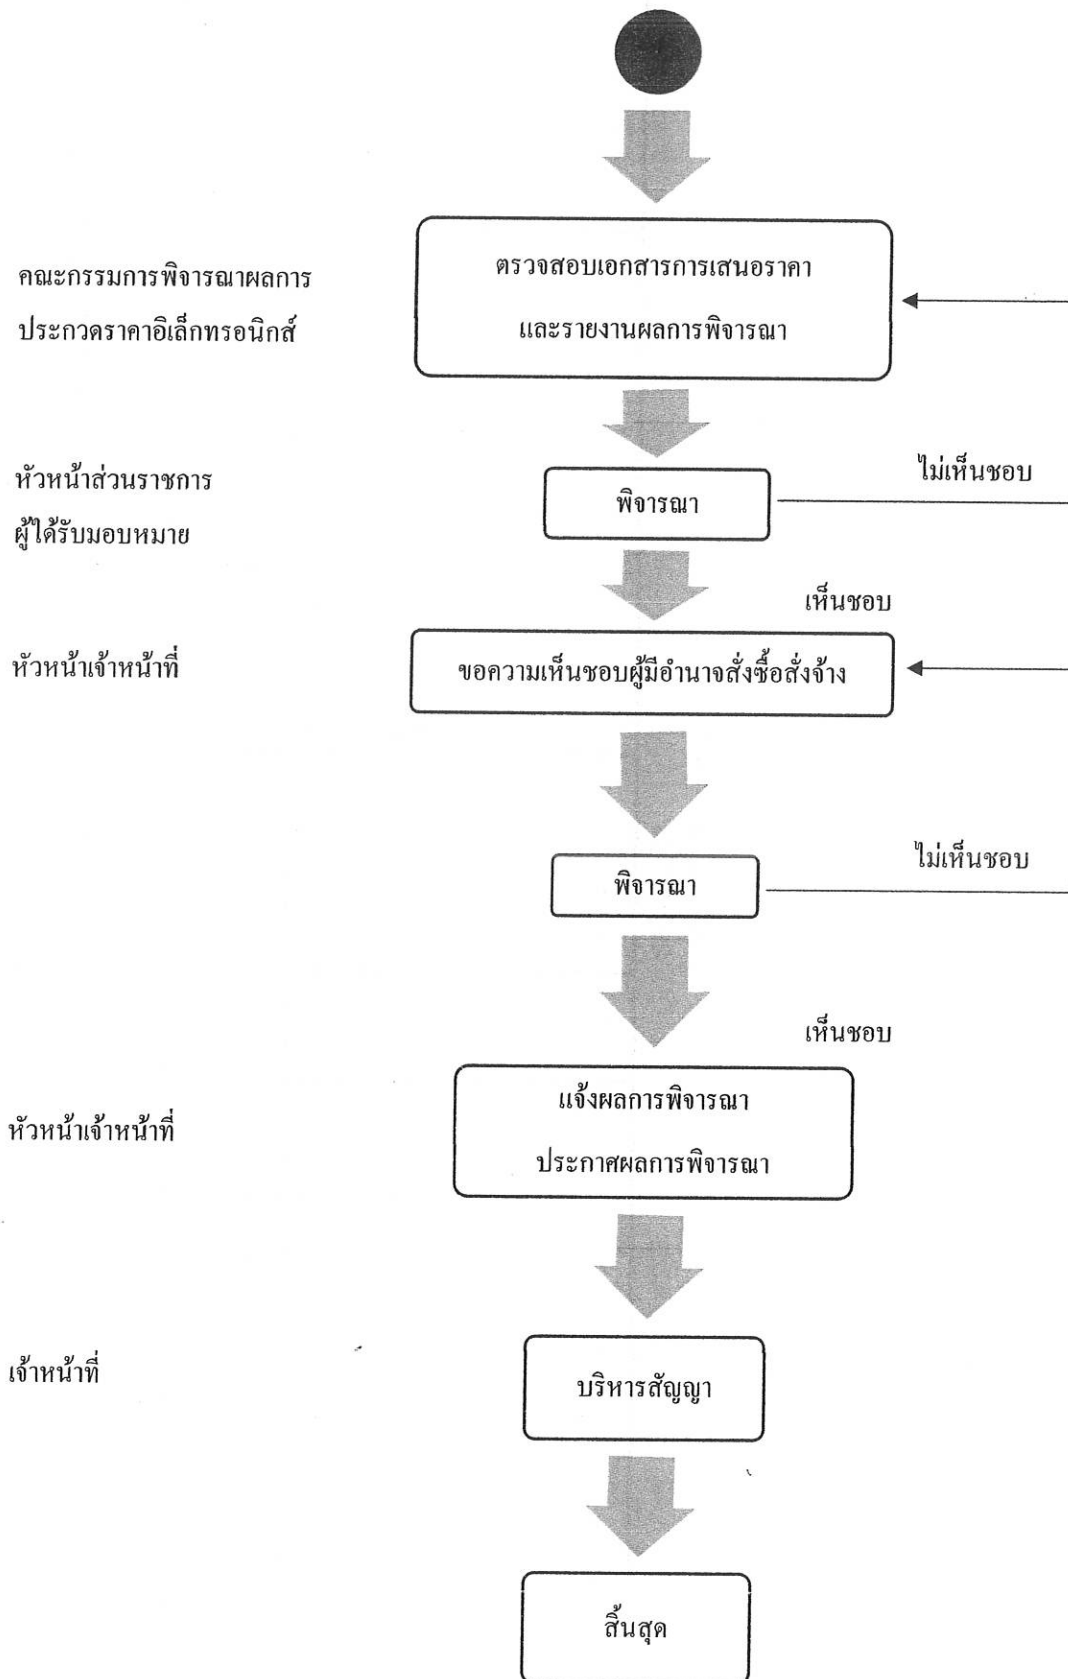 ตรวจสอบเอกสารการเสนอราคา
และรายงานผลการพิจารณา
คณะกรรมการพิจารณาผลการ
ประกวดราคาอิเล็กทรอนิกส์
หัวหน้าส่วนราชการ
ผู้ได้รับมอบหมาย
พิจารณา
ไม่เห็นชอบ
เห็นชอบ
หัวหน้าเจ้าหน้าที่
ขอความเห็นชอบผู้มีอำนาจสั่งซื้อสั่งจ้าง
พิจารณา
ไม่เห็นชอบ
เห็นชอบ
หัวหน้าเจ้าหน้าที่
แจ้งผลการพิจารณา
ประกาศผลการพิจารณา
เจ้าหน้าที่
บริหารสัญญา
สิ้นสุด